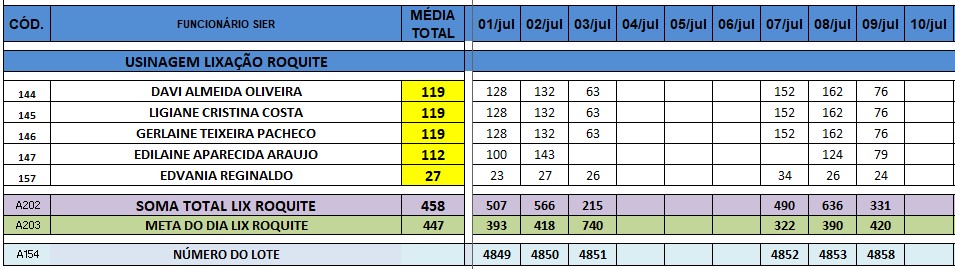 CÓD. FUNCIONÁRIO SIER MÉDIA TOTAL 01/jul 02/jul 03/jul 04/jul 05/jul 06/jul 07/jul 08/jul 09/jul 10/jul
USINAGEM LIXAÇÃO ROQUITE
144 DAVI ALMEIDA OLIVEIRA 119 128 132 63 152 162 76
145 LIGIANE CRISTINA COSTA 119 128 132 63 152 162 76
146 GERLAINE TEIXEIRA PACHECO 119 128 132 63 152 162 76
147 EDILAINE APARECIDA ARAUJO 112 100 143 124 79
157 EDVANIA REGINALDO 27 23 27 26 34 26 24
A202 SOMA TOTAL LIX ROQUITE 458 507 566 215 490 636 331
A203 META DO DIA LIX ROQUITE 447 393 418 740 322 390 420
A154 NÚMERO DO LOTE 4849 4850 4851 4852 4853 4858